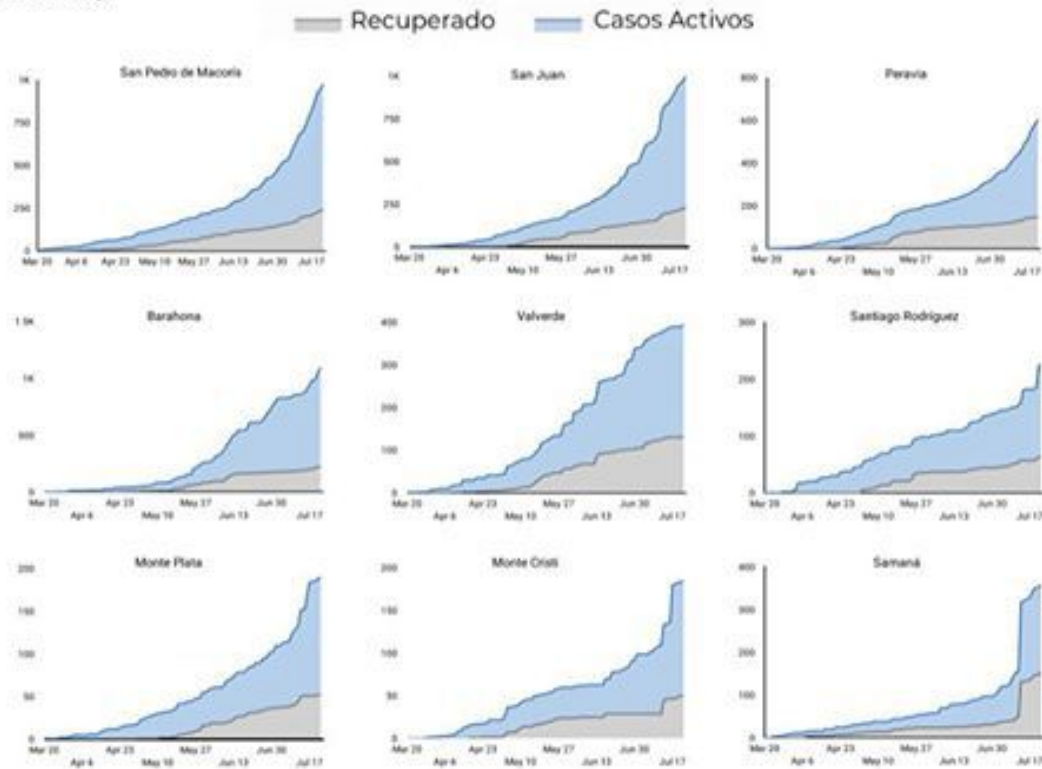 Recuperado Casos Activos
San Pedro de Macorís
1K
750
500
250
0
Mar 20 Apr 6 Apr 23 May 10 May 27 Jun 13 Jun 30 Jul 17
San Juan
1K
750
500
250
0
Mar 20 Apr 6 Apr 23 May 10 May 27 Jun 13 Jun 30 Jul 17
Peravia
800
600
400
200
0
Mar 20 Apr 6 Apr 23 May 10 May 27 Jun 13 Jun 30 Jul 17
Barahona
1.5K
1K
500
0
Mar 20 Apr 6 Apr 23 May 10 May 27 Jun 13 Jun 30 Jul 17
Valverde
400
300
200
100
0
Mar 20 Apr 6 Apr 23 May 10 May 27 Jun 13 Jun 30 Jul 17
Santiago Rodríguez
300
200
100
0
Mar 20 Apr 6 Apr 23 May 10 May 27 Jun 13 Jun 30 Jul 17
Monte Plata
200
150
100
50
0
Mar 20 Apr 6 Apr 23 May 10 May 27 Jun 13 Jun 30 Jul 17
Monte Cristi
200
150
100
50
0
Mar 20 Apr 6 Apr 23 May 10 May 27 Jun 13 Jun 30 Jul 17
Samaná
400
300
200
100
0
Mar 20 Apr 6 Apr 23 May 10 May 27 Jun 13 Jun 30 Jul 17